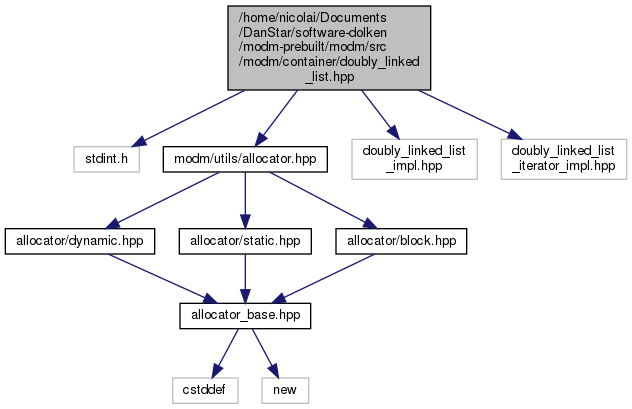 /home/nicolai/Documents
/DanStar/software-dolken
/modm-prebuilt/modm/src
/modm/container/doubly_linked
_list.hpp
stdint.h
modm/utils/allocator.hpp
doubly_linked_list
_impl.hpp
doubly_linked_list
_iterator_impl.hpp
allocator/dynamic.hpp
allocator/static.hpp
allocator/block.hpp
allocator_base.hpp
cstddef
new